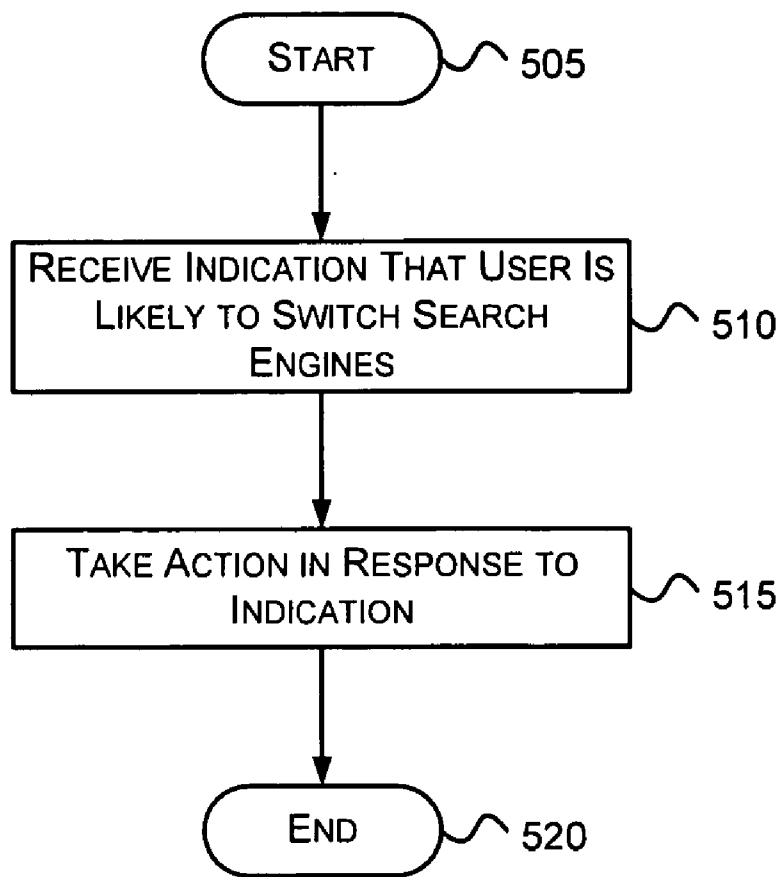 START
505
RECEIVE INDICATION THAT USER IS
LIKELY TO SWITCH SEARCH
ENGINES
510
TAKE ACTION IN RESPONSE TO
INDICATION
515
END
520